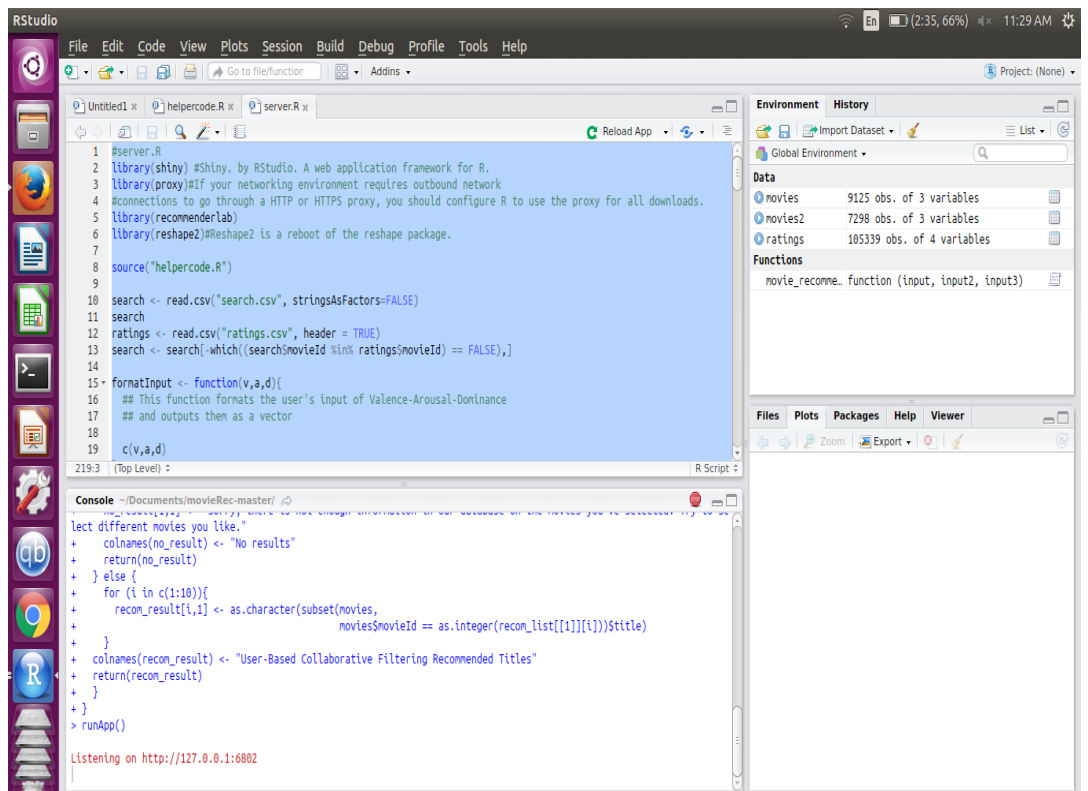 RStudio
En (2:35, 66%) 11:29 AM
File Edit Code View Plots Session Build Debug Profile Tools Help
Go to file/function Addins Project: (None)
Untitled1 × helpercode.R × server.R ×
Reload App
1 #server.R
2 library(shiny) #Shiny. by RStudio. A web application framework for R.
3 library(proxy)#If your networking environment requires outbound network
4 #connections to go through a HTTP or HTTPS proxy, you should configure R to use the proxy for all downloads.
5 library(recommenderlab)
6 library(reshape2)#Reshape2 is a reboot of the reshape package.
7
8 source("helpercode.R")
9
10 search <- read.csv("search.csv", stringsAsFactors=FALSE)
11 search
12 ratings <- read.csv("ratings.csv", header = TRUE)
13 search <- search[-which((search$movieId %in% ratings$movieId) == FALSE),]
14
15 formatInput <- function(v,a,d){
16 ## This function formats the user's input of Valence-Arousal-Dominance
17 ## and outputs them as a vector
18
19 c(v,a,d)
219:3 (Top Level) R Script
Console ~/Documents/movieRec-master/
lect different movies you like."
+ colnames(no_result) <- "No results"
+ return(no_result)
+ } else {
+ for (i in c(1:10)){
+ recom_result[i,1] <- as.character(subset(movies,
+ movies$movieId == as.integer(recom_list[[1]][i]))$title)
+ }
+ colnames(recom_result) <- "User-Based Collaborative Filtering Recommended Titles"
+ return(recom_result)
+ }
+ }
> runApp()
Listening on http://127.0.0.1:6802
Environment History
Import Dataset List
Global Environment
Data
movies 9125 obs. of 3 variables
movies2 7298 obs. of 3 variables
ratings 105339 obs. of 4 variables
Functions
movie_recomme… function (input, input2, input3)
Files Plots Packages Help Viewer
Zoom Export
qb
R